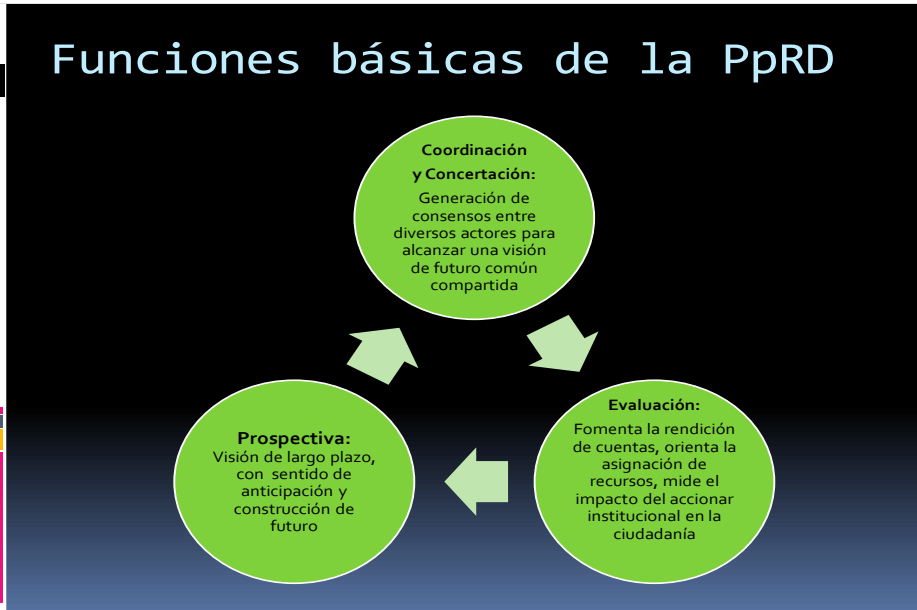 Funciones básicas de la PpRD
Coordinación
y Concertación:
Generación de
consensos entre
diversos actores para
alcanzar una visión
de futuro común
compartida
Evaluación:
Fomenta la rendición
de cuentas, orienta la
asignación de
recursos, mide el
impacto del accionar
institucional en la
ciudadanía
Prospectiva:
Visión de largo plazo,
con sentido de
anticipación y
construcción de
futuro